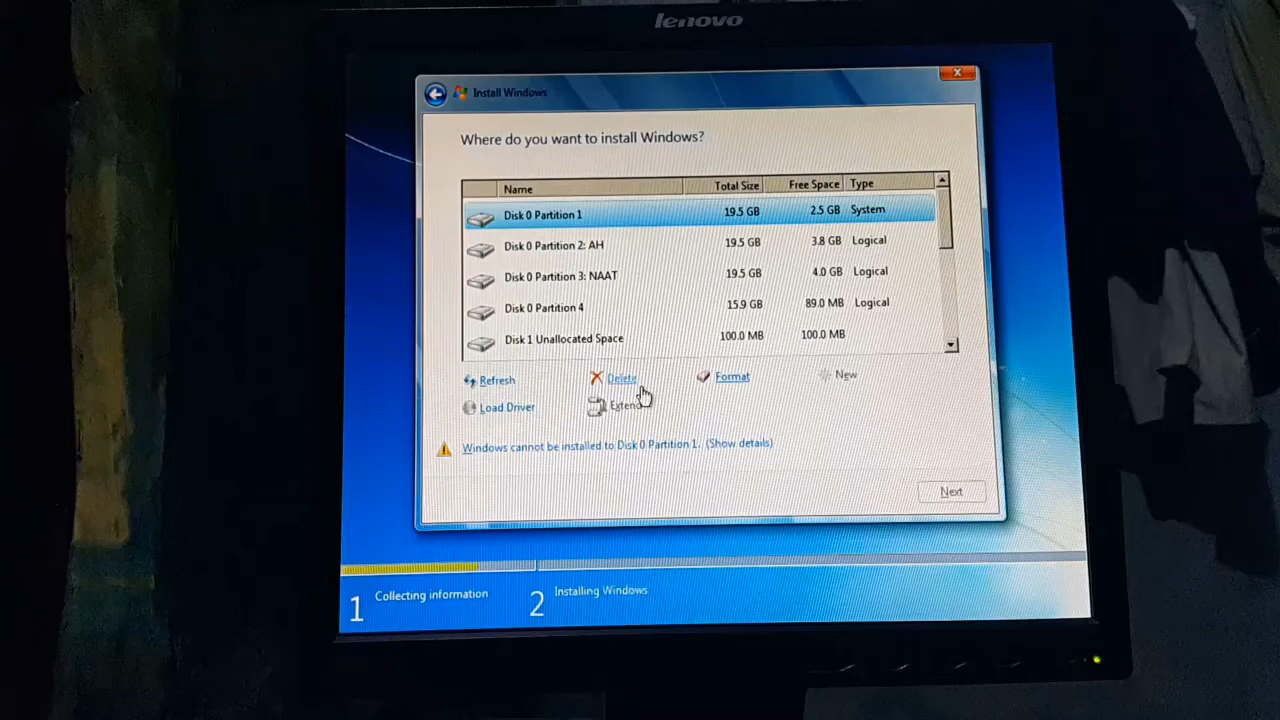 lenovo
Install Windows
Where do you want to install Windows?
Name Total Size Free Space Type
Disk 0 Partition 1 19.5 GB 2.5 GB System
Disk 0 Partition 2: AH 19.5 GB 3.8 GB Logical
Disk 0 Partition 3: NAAT 19.5 GB 4.0 GB Logical
Disk 0 Partition 4 15.9 GB 89.0 MB Logical
Disk 1 Unallocated Space 100.0 MB 100.0 MB
Refresh Delete Format New
Load Driver Extend
Windows cannot be installed to Disk 0 Partition 1. (Show details)
Next
1 Collecting information 2 Installing Windows